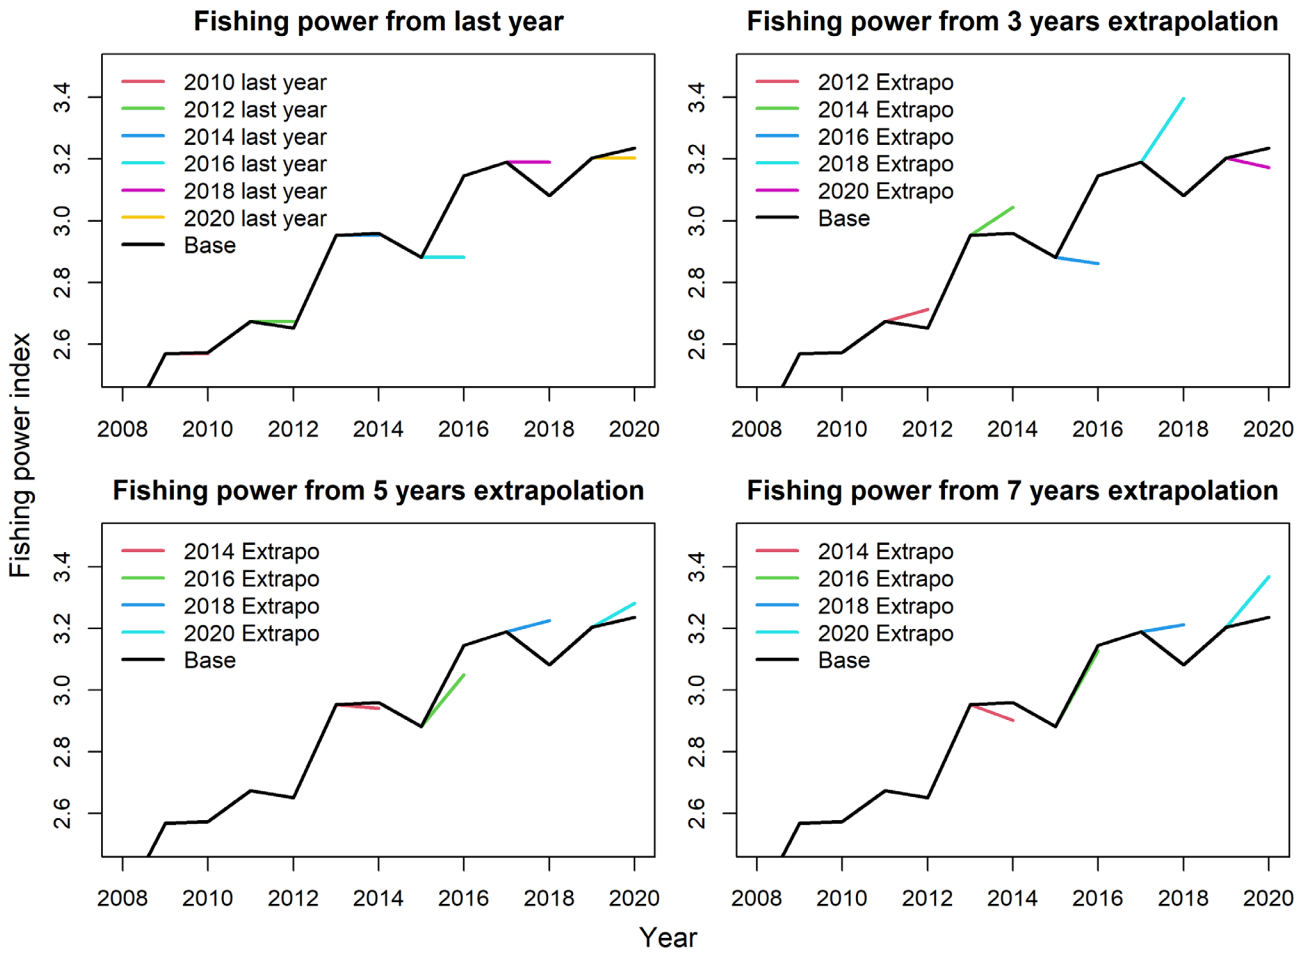 Fishing power from last year
2010 last year
2012 last year
2014 last year
2016 last year
2018 last year
2020 last year
Base
3.4
3.2
3.0
2.8
2.6
2008 2010 2012 2014 2016 2018 2020
Fishing power from 3 years extrapolation
2012 Extrapo
2014 Extrapo
2016 Extrapo
2018 Extrapo
2020 Extrapo
Base
3.4
3.2
3.0
2.8
2.6
2008 2010 2012 2014 2016 2018 2020
Fishing power index
Fishing power from 5 years extrapolation
2014 Extrapo
2016 Extrapo
2018 Extrapo
2020 Extrapo
Base
3.4
3.2
3.0
2.8
2.6
2008 2010 2012 2014 2016 2018 2020
Fishing power from 7 years extrapolation
2014 Extrapo
2016 Extrapo
2018 Extrapo
2020 Extrapo
Base
3.4
3.2
3.0
2.8
2.6
2008 2010 2012 2014 2016 2018 2020
Year